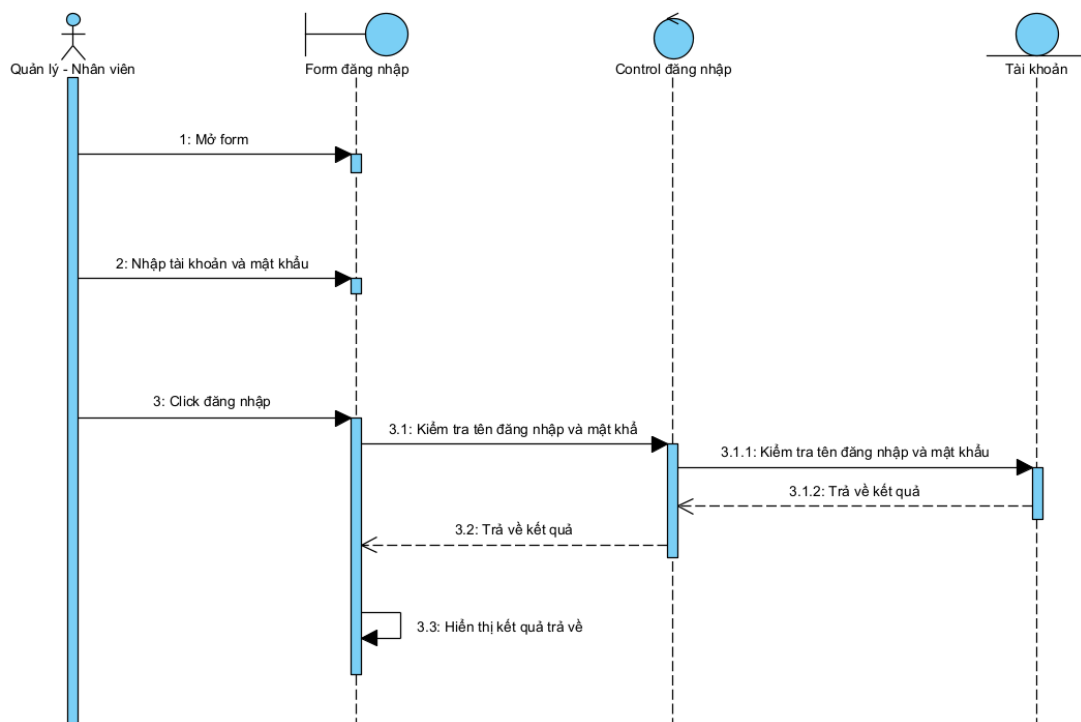 Quản lý - Nhân viên
Form đăng nhập
Control đăng nhập
Tài khoản
1: Mở form
2: Nhập tài khoản và mật khẩu
3: Click đăng nhập
3.1: Kiểm tra tên đăng nhập và mật khẩ
3.1.1: Kiểm tra tên đăng nhập và mật khẩu
3.1.2: Trả về kết quả
3.2: Trả về kết quả
3.3: Hiển thị kết quả trả về